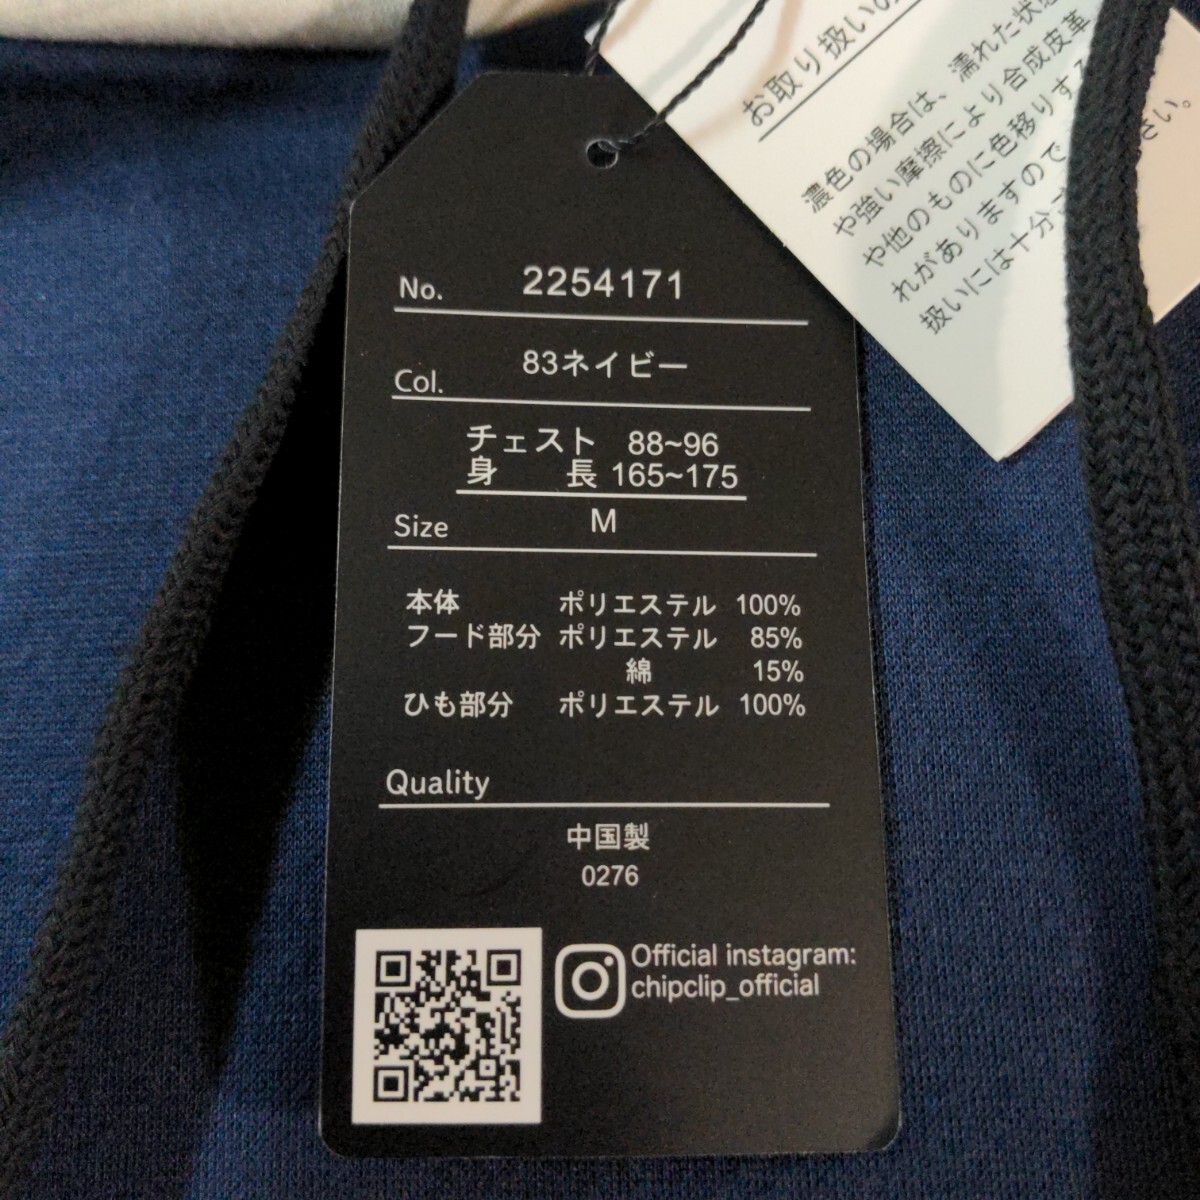 No. 2254171
Col. 83ネイビー
チェスト 88~96
身 長 165~175
Size M
本体 ポリエステル 100%
フード部分 ポリエステル 85%
綿 15%
ひも部分 ポリエステル 100%
Quality
中国製
0276
Official instagram:
chipclip_official
お取り扱いの
濃色の場合は、濡れた状態
や強い摩擦により合成皮革
や他のものに色移りする
れがありますので
扱いには十分
さい。